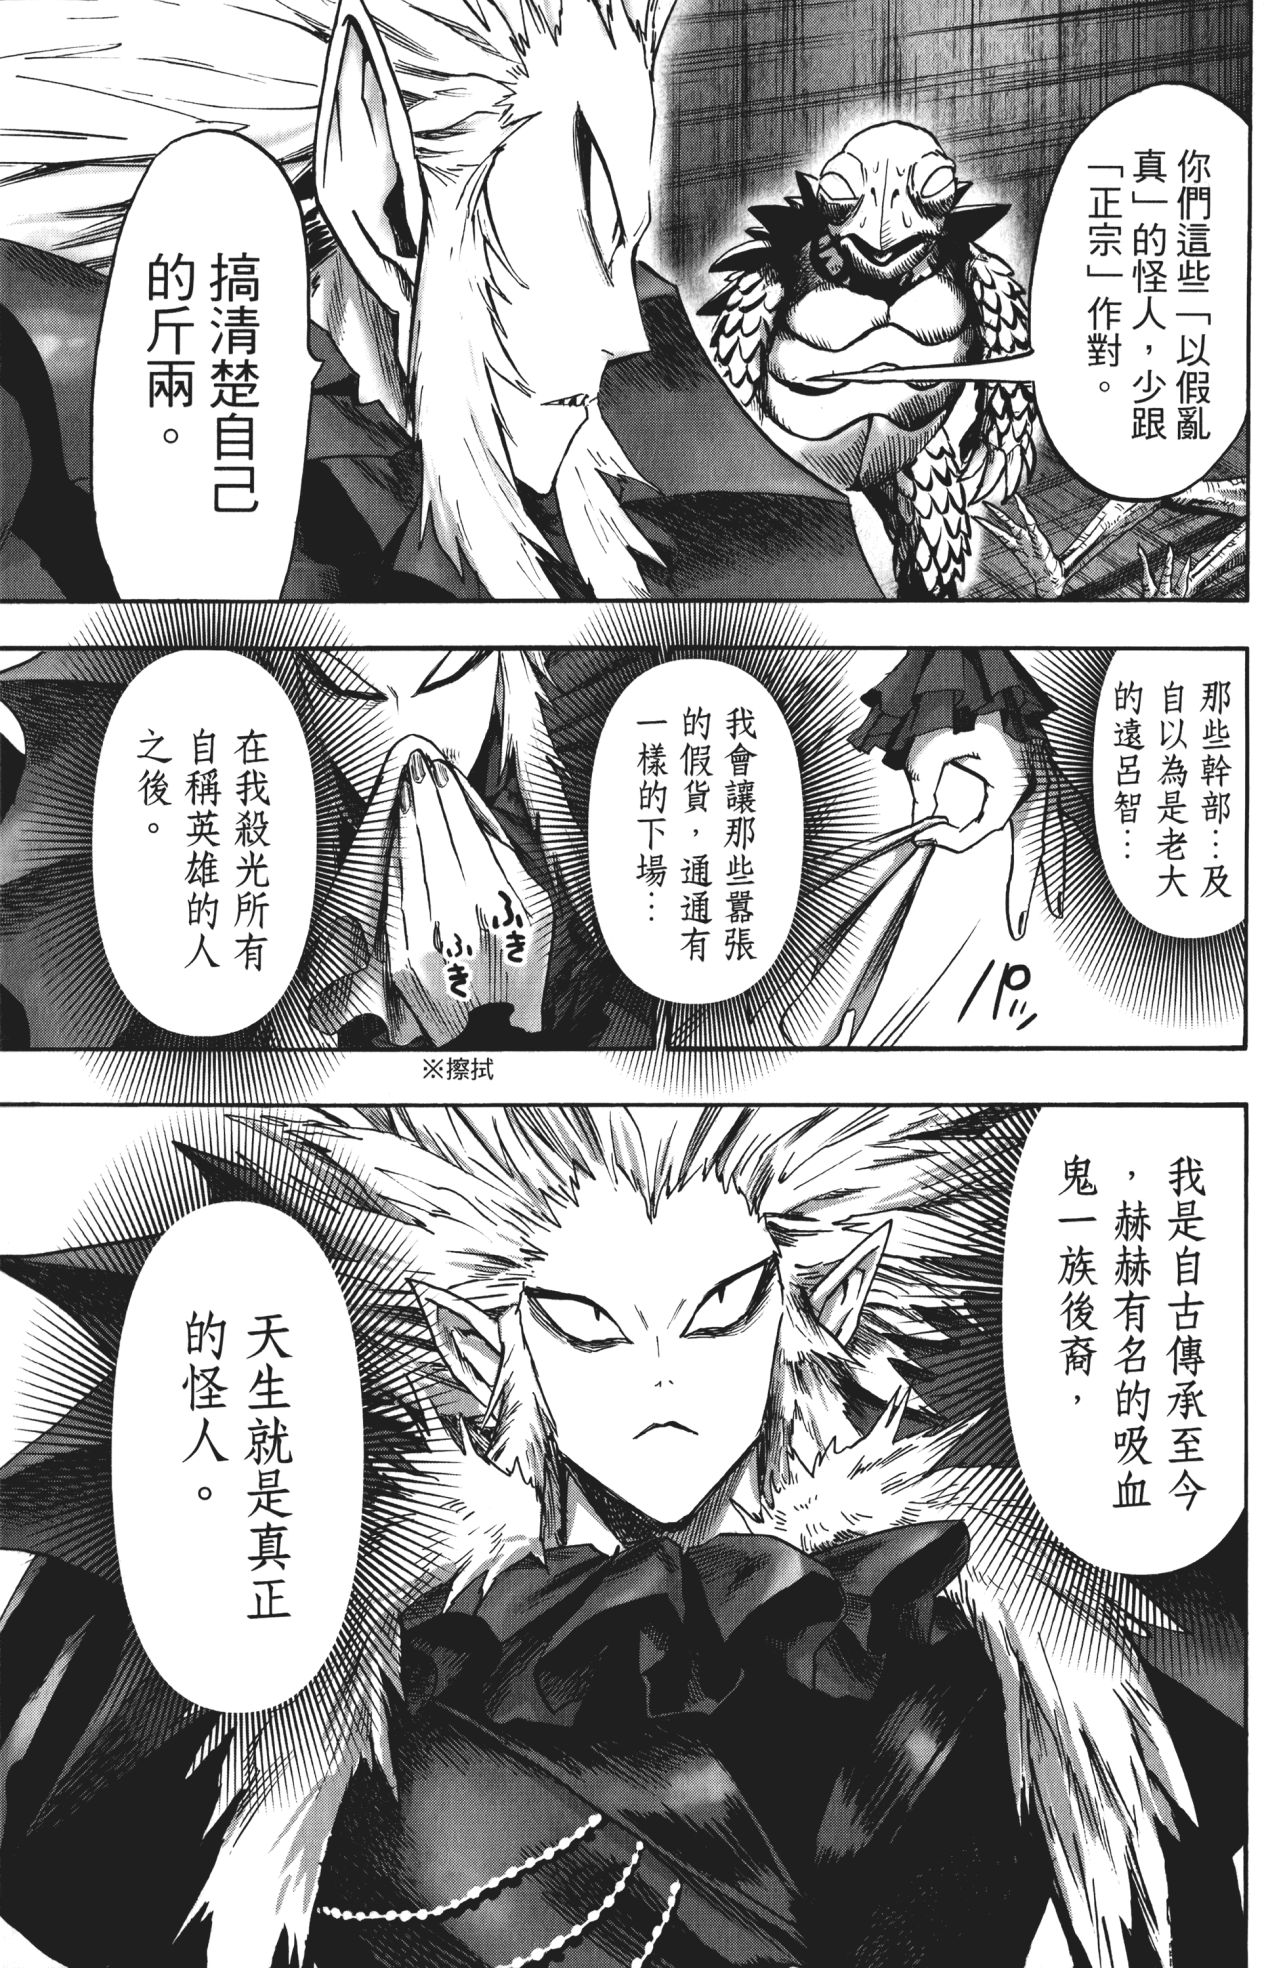 你們這些「以假亂
真」的怪人，少跟
「正宗」作對。
搞清楚自己
的斤兩。
那些幹部…及
自以為是老大
的遠呂智…
パッ
我會讓那些囂張
的假貨，通通有
一樣的下場…
ふき
ふき
※擦拭
在我殺光所有
自稱英雄的人
之後。
我是自古傳承至今
，赫赫有名的吸血
鬼一族後裔，
天生就是真正
的怪人。